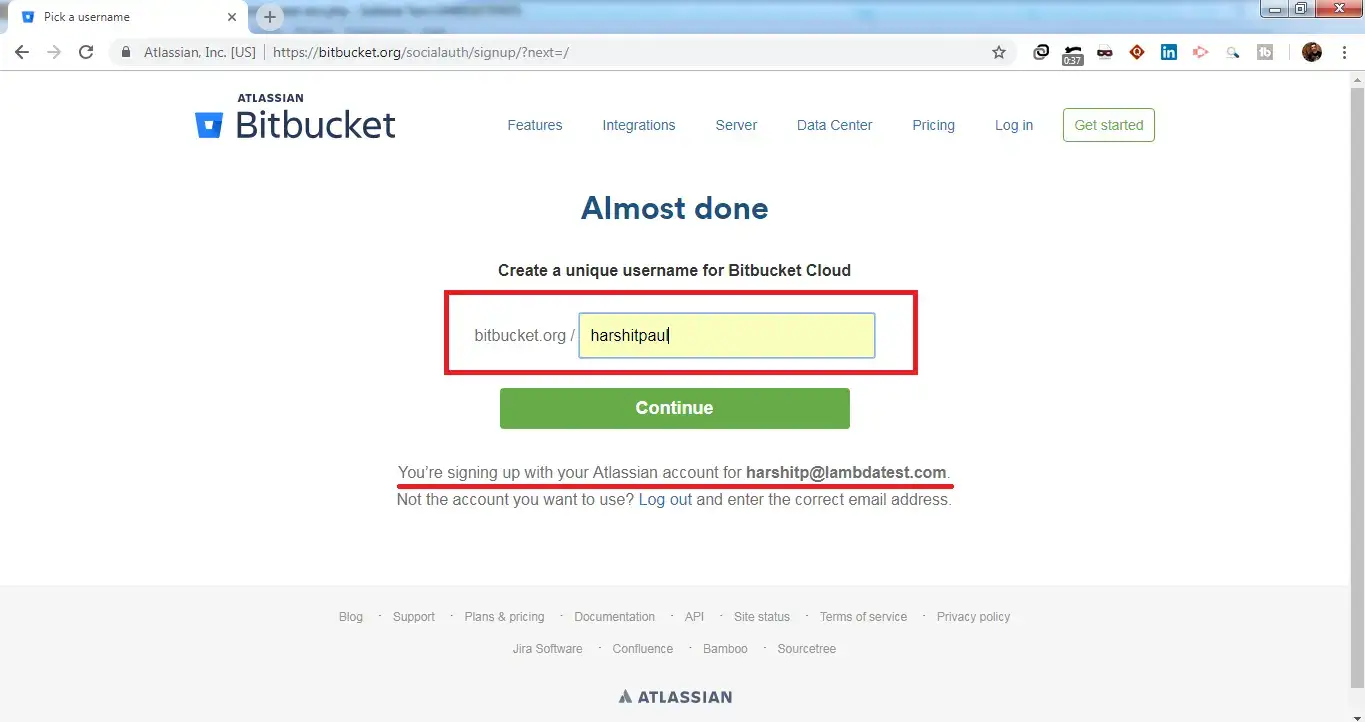 Pick a username
Atlassian, Inc. [US] https://bitbucket.org/socialauth/signup/?next=/
0:37
ATLASSIAN
Bitbucket
Features Integrations Server Data Center Pricing Log in Get started
Almost done
Create a unique username for Bitbucket Cloud
bitbucket.org / harshitpaul
Continue
You're signing up with your Atlassian account for harshitp@lambdatest.com.
Not the account you want to use? Log out and enter the correct email address.
Blog · Support · Plans & pricing · Documentation · API · Site status · Terms of service · Privacy policy
Jira Software · Confluence · Bamboo · Sourcetree
ATLASSIAN